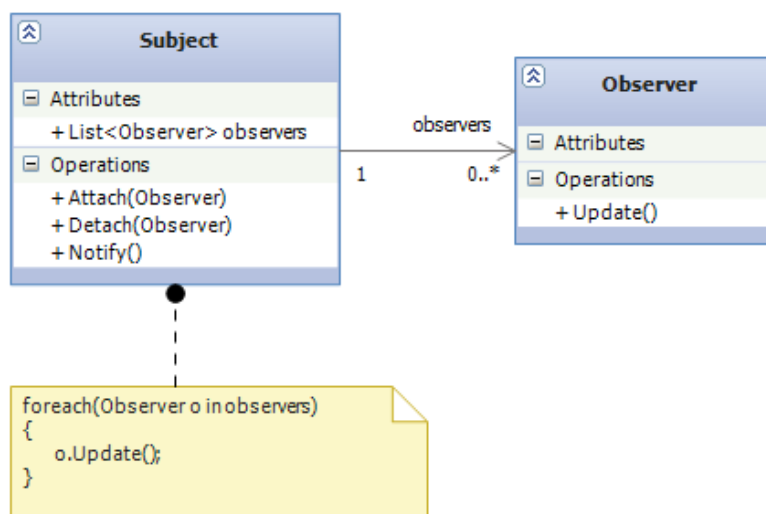 Subject
Attributes
+ List<Observer> observers
Operations
+ Attach(Observer)
+ Detach(Observer)
+ Notify()
observers
1
0..*
Observer
Attributes
Operations
+ Update()
foreach(Observer o in observers)
{
o.Update();
}